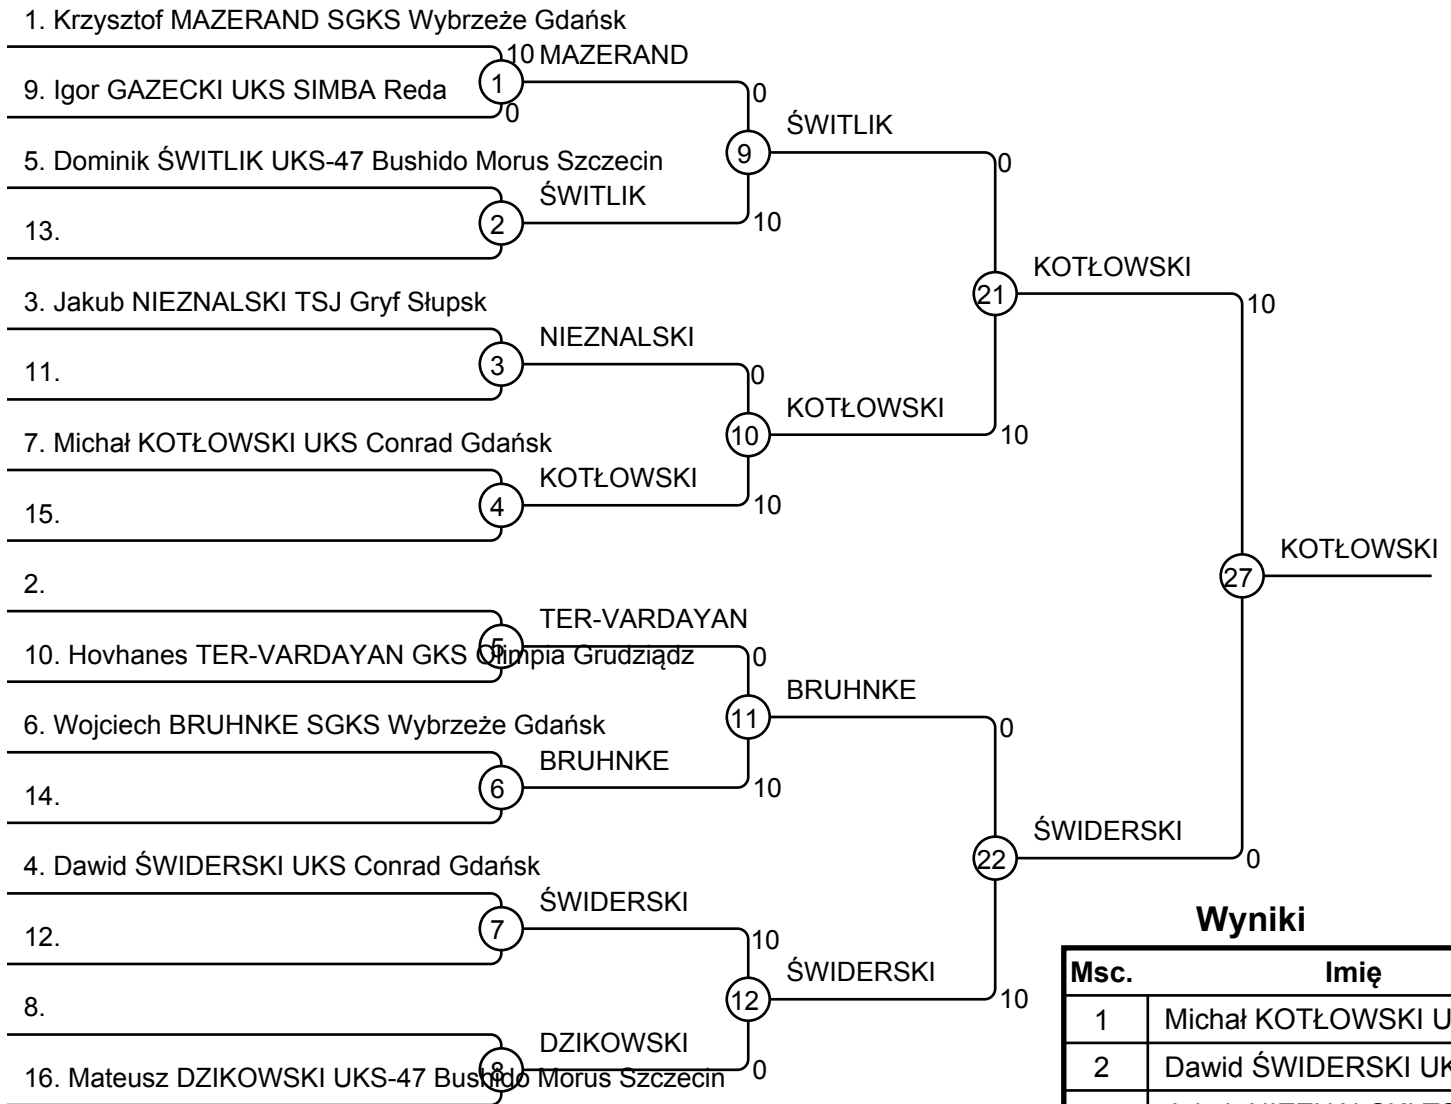 1. Krzysztof MAZERAND SGKS Wybrzeże Gdańsk
10 MAZERAND
1
0
9. Igor GAZECKI UKS SIMBA Reda
0
ŚWITLIK
5. Dominik ŚWITLIK UKS-47 Bushido Morus Szczecin
9
0
ŚWITLIK
2
10
13.
KOTŁOWSKI
3. Jakub NIEZNALSKI TSJ Gryf Słupsk
21
10
NIEZNALSKI
3
0
11.
KOTŁOWSKI
7. Michał KOTŁOWSKI UKS Conrad Gdańsk
10
10
KOTŁOWSKI
4
10
15.
KOTŁOWSKI
2.
27
TER-VARDAYAN
5
10. Hovhanes TER-VARDAYAN GKS Olimpia Grudziądz
0
BRUHNKE
6. Wojciech BRUHNKE SGKS Wybrzeże Gdańsk
11
0
BRUHNKE
6
10
14.
ŚWIDERSKI
4. Dawid ŚWIDERSKI UKS Conrad Gdańsk
22
0
ŚWIDERSKI
7
10
12.
ŚWIDERSKI
8.
12
10
DZIKOWSKI
8
0
16. Mateusz DZIKOWSKI UKS-47 Bushido Morus Szczecin
Wyniki
Msc. Imię
1 Michał KOTŁOWSKI U
2 Dawid ŚWIDERSKI UK